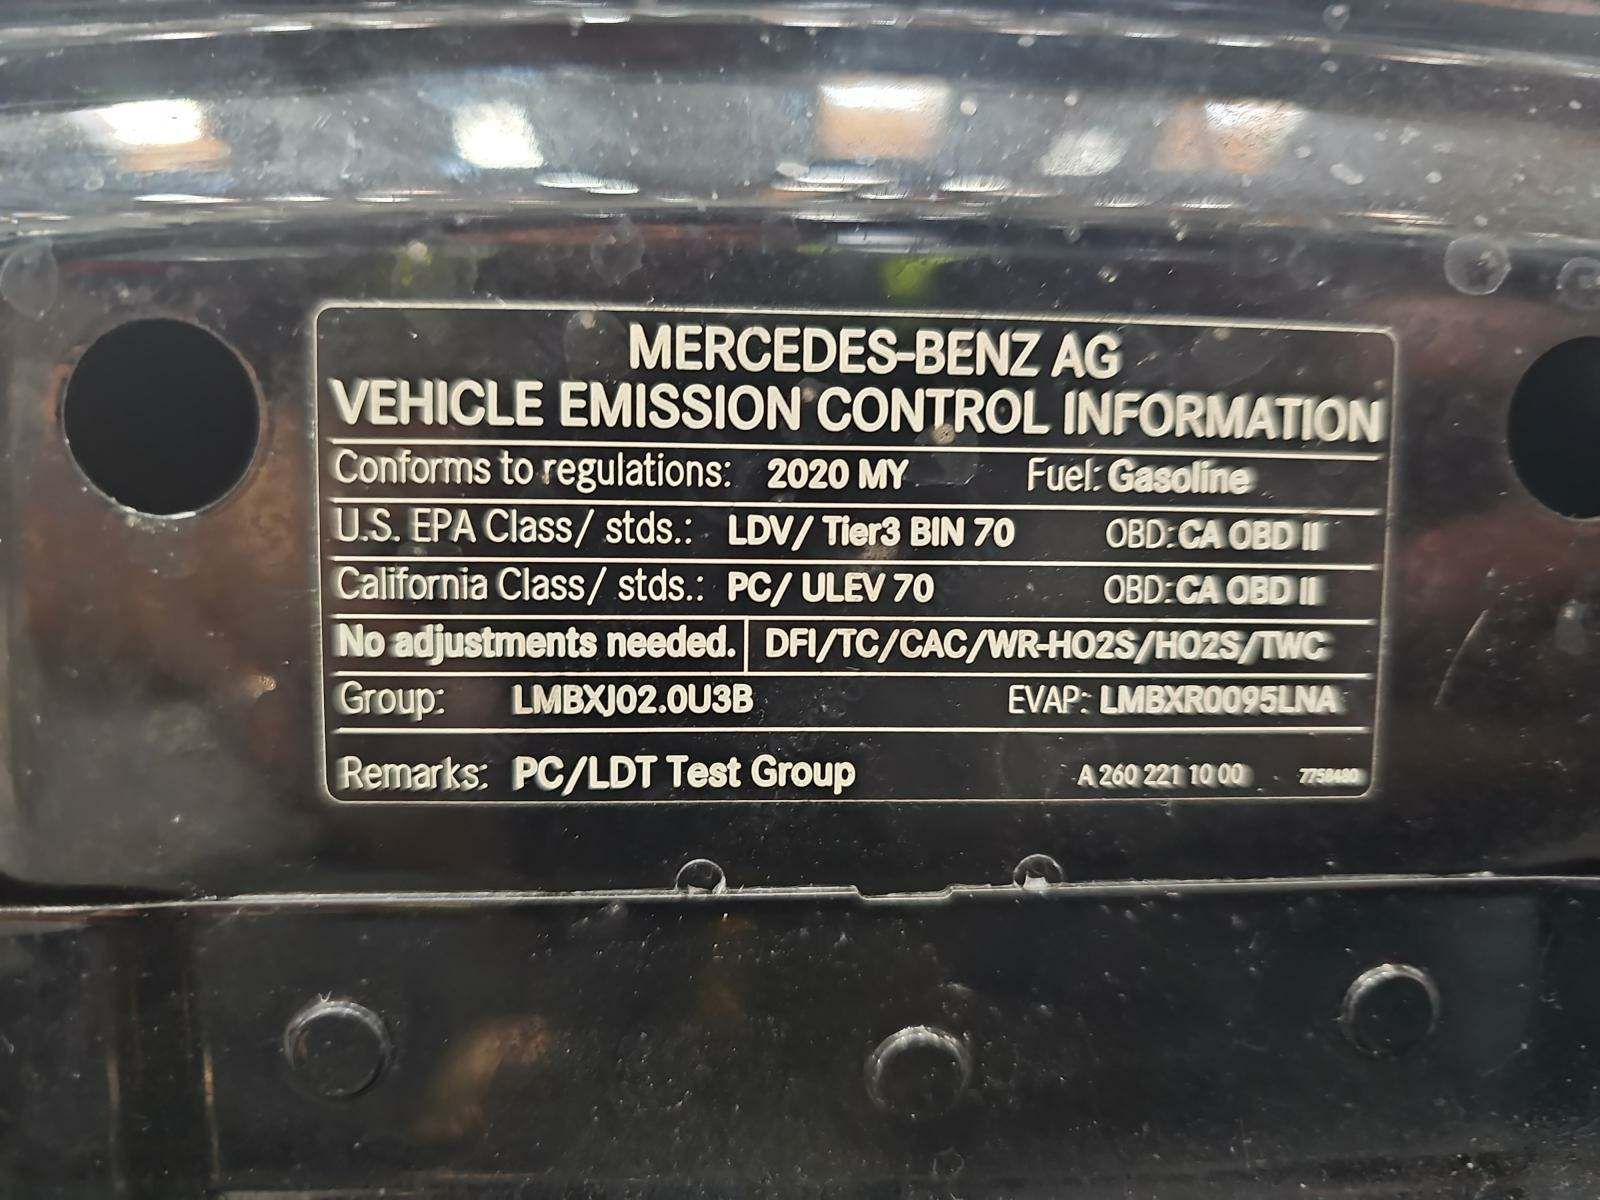 MERCEDES-BENZ AG
VEHICLE EMISSION CONTROL INFORMATION
Conforms to regulations: 2020 MY Fuel: Gasoline
U.S. EPA Class/ stds.: LDV/ Tier3 BIN 70 OBD: CA OBD II
California Class/ stds.: PC/ ULEV 70 OBD: CA OBD II
No adjustments needed. DFI/TC/CAC/WR-HO2S/HO2S/TWC
Group: LMBXJ02.0U3B EVAP: LMBXR0095LNA
Remarks: PC/LDT Test Group A 260 221 10 00 7758480